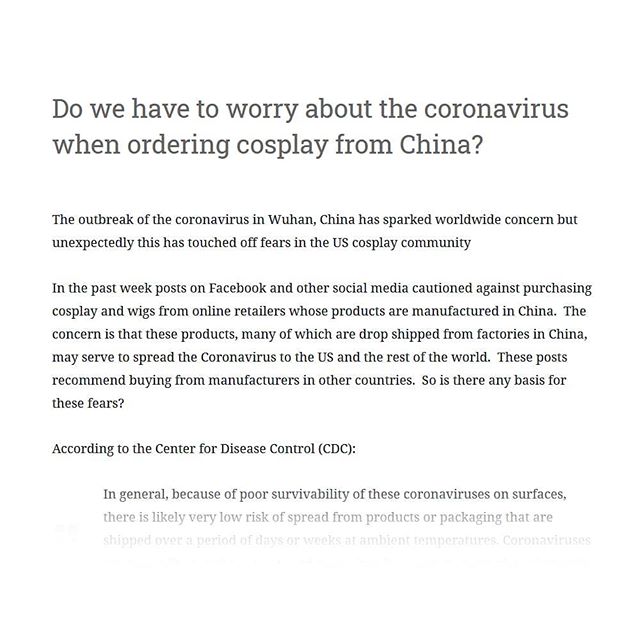 Do we have to worry about the coronavirus
when ordering cosplay from China?
The outbreak of the coronavirus in Wuhan, China has sparked worldwide concern but
unexpectedly this has touched off fears in the US cosplay community
In the past week posts on Facebook and other social media cautioned against purchasing
cosplay and wigs from online retailers whose products are manufactured in China.  The
concern is that these products, many of which are drop shipped from factories in China,
may serve to spread the Coronavirus to the US and the rest of the world.  These posts
recommend buying from manufacturers in other countries.  So is there any basis for
these fears?
According to the Center for Disease Control (CDC):
In general, because of poor survivability of these coronaviruses on surfaces,
there is likely very low risk of spread from products or packaging that are
shipped over a period of days or weeks at ambient temperatures. Coronaviruses